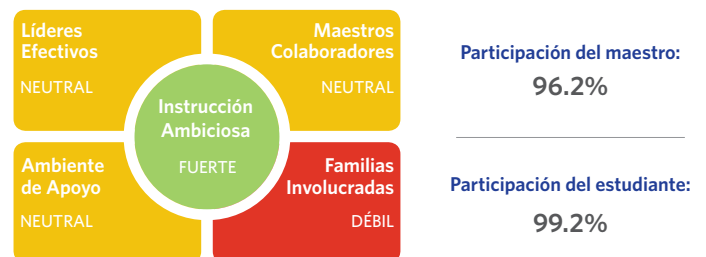 Líderes
Efectivos
NEUTRAL
Maestros
Colaboradores
NEUTRAL
Instrucción
Ambiciosa
FUERTE
Ambiente
de Apoyo
NEUTRAL
Familias
Involucradas
DÉBIL
Participación del maestro:
96.2%
Participación del estudiante:
99.2%